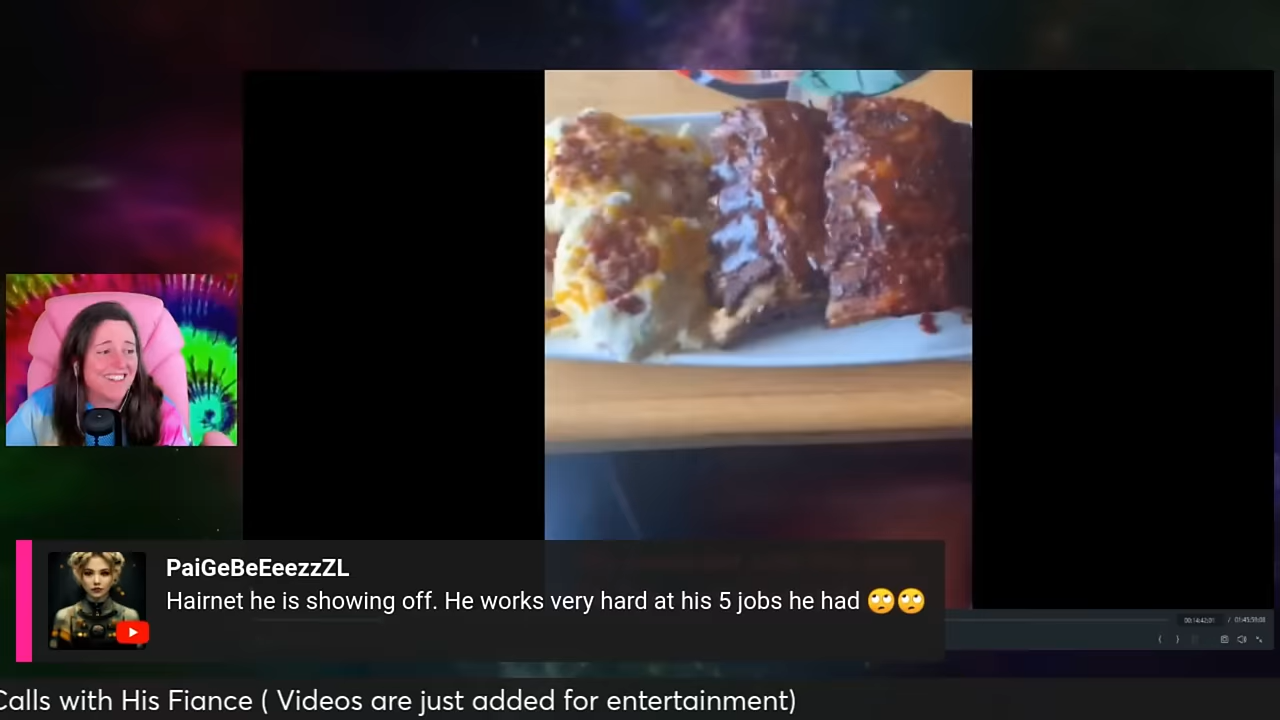 PaiGeBeEeezzZL
Hairnet he is showing off. He works very hard at his 5 jobs he had 🙄🙄
Calls with His Fiance ( Videos are just added for entertainment)